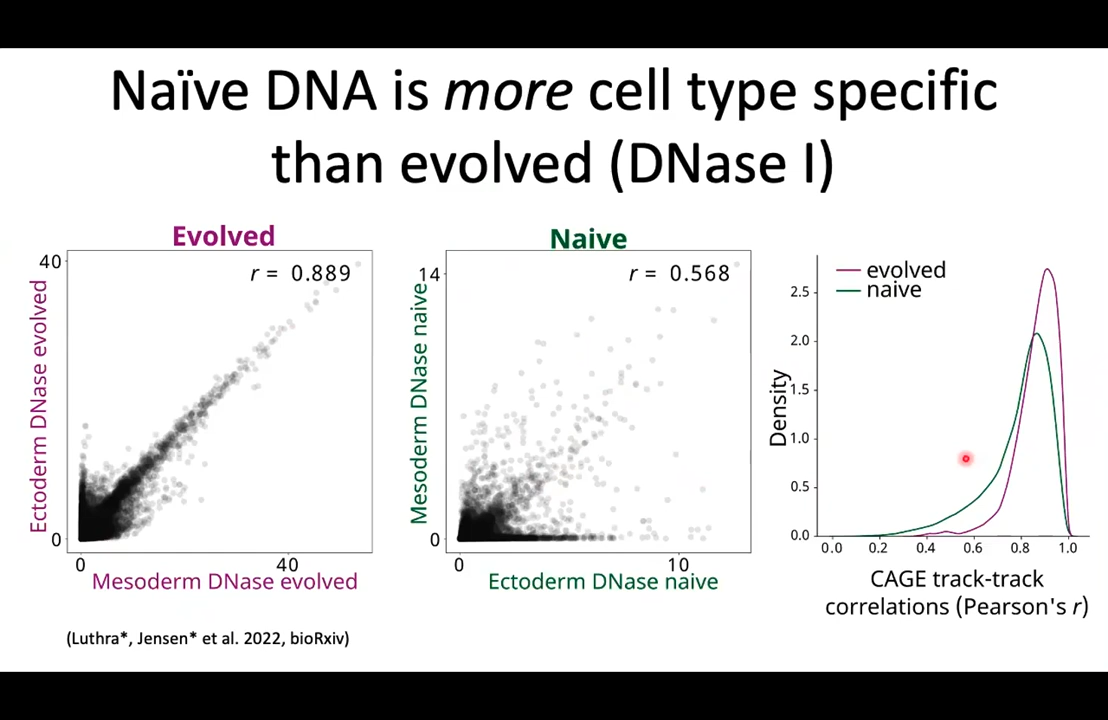 Naïve DNA is more cell type specific
than evolved (DNase I)
Evolved
r = 0.889
40
0
0
40
Ectoderm DNase evolved
Mesoderm DNase evolved
Naive
r = 0.568
14
0
0
10
Mesoderm DNase naive
Ectoderm DNase naive
evolved
naive
2.5
2.0
1.5
1.0
0.5
0.0
Density
0.0 0.2 0.4 0.6 0.8 1.0
CAGE track-track
correlations (Pearson's r)
(Luthra*, Jensen* et al. 2022, bioRxiv)